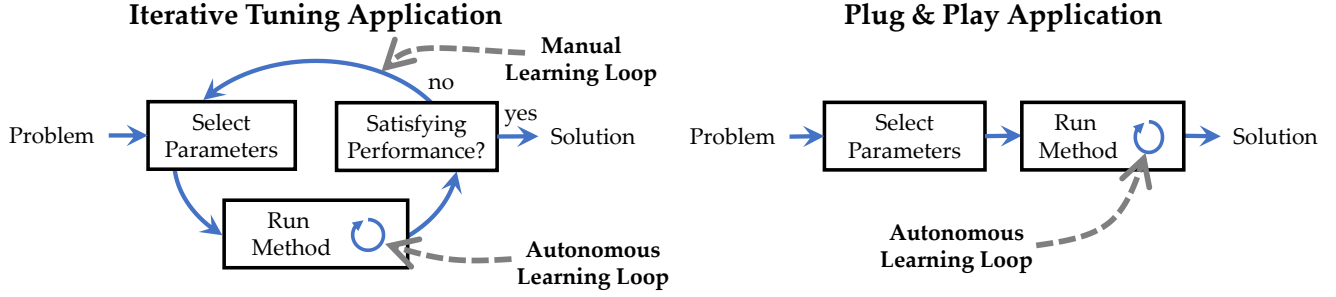 Iterative Tuning Application
Manual
Learning Loop
no
Problem
Select
Parameters
Satisfying
Performance?
yes
Solution
Run
Method
Autonomous
Learning Loop
Plug & Play Application
Problem
Select
Parameters
Run
Method
Solution
Autonomous
Learning Loop